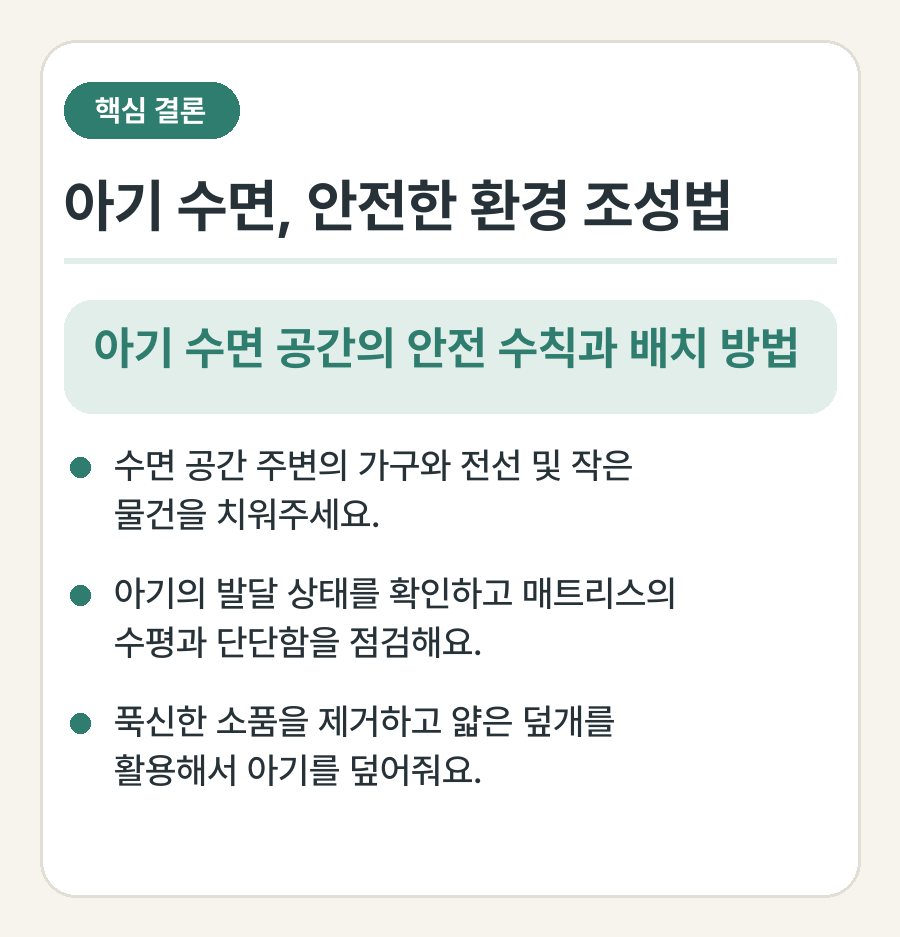 핵심 결론
아기 수면, 안전한 환경 조성법
아기 수면 공간의 안전 수칙과 배치 방법
수면 공간 주변의 가구와 전선 및 작은
물건을 치워주세요.
아기의 발달 상태를 확인하고 매트리스의
수평과 단단함을 점검해요.
푹신한 소품을 제거하고 얇은 덮개를
활용해서 아기를 덮어줘요.